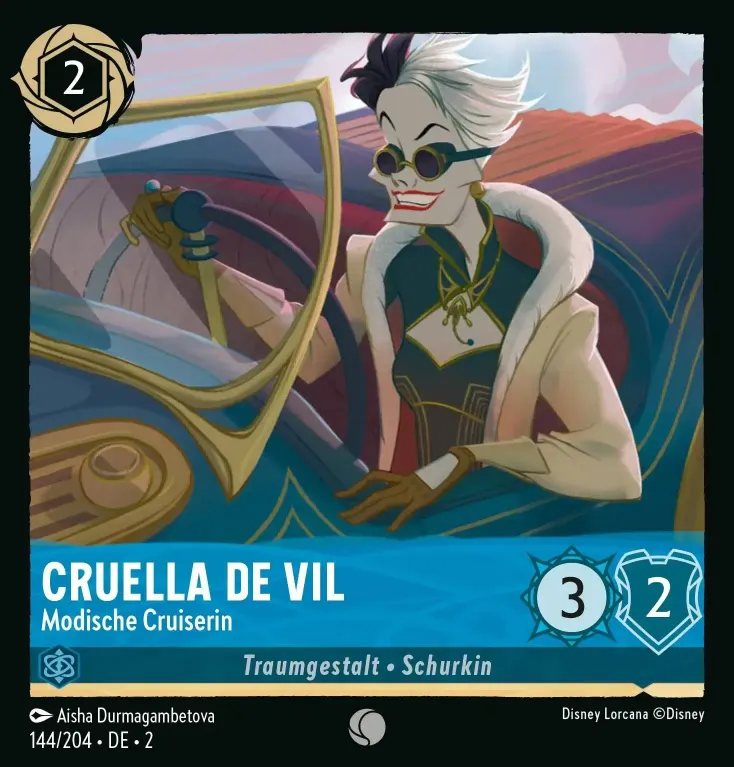 2
CRUELLA DE VIL
Modische Cruiserin
3
2
Traumgestalt • Schurkin
Aisha Durmagambetova
Disney Lorcana ©Disney
144/204 • DE • 2